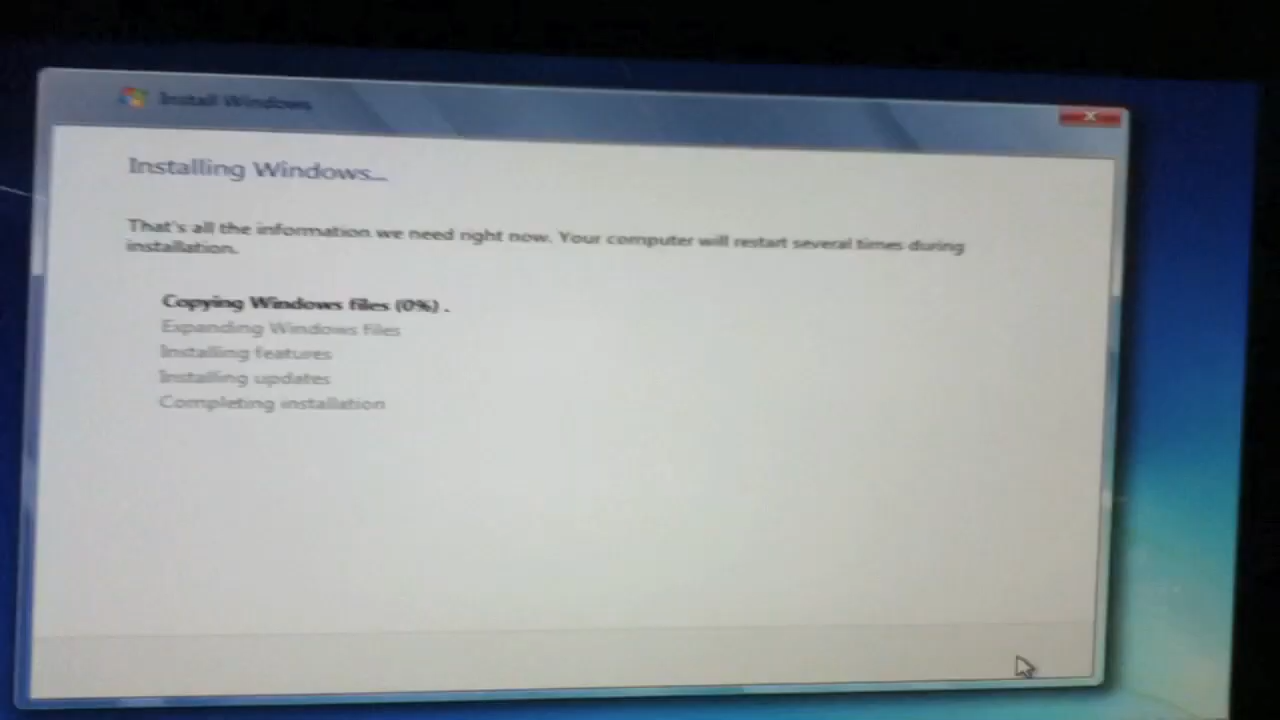 Install Windows
Installing Windows...
That's all the information we need right now. Your computer will restart several times during
installation.
Copying Windows files (0%) .
Expanding Windows files
Installing features
Installing updates
Completing installation